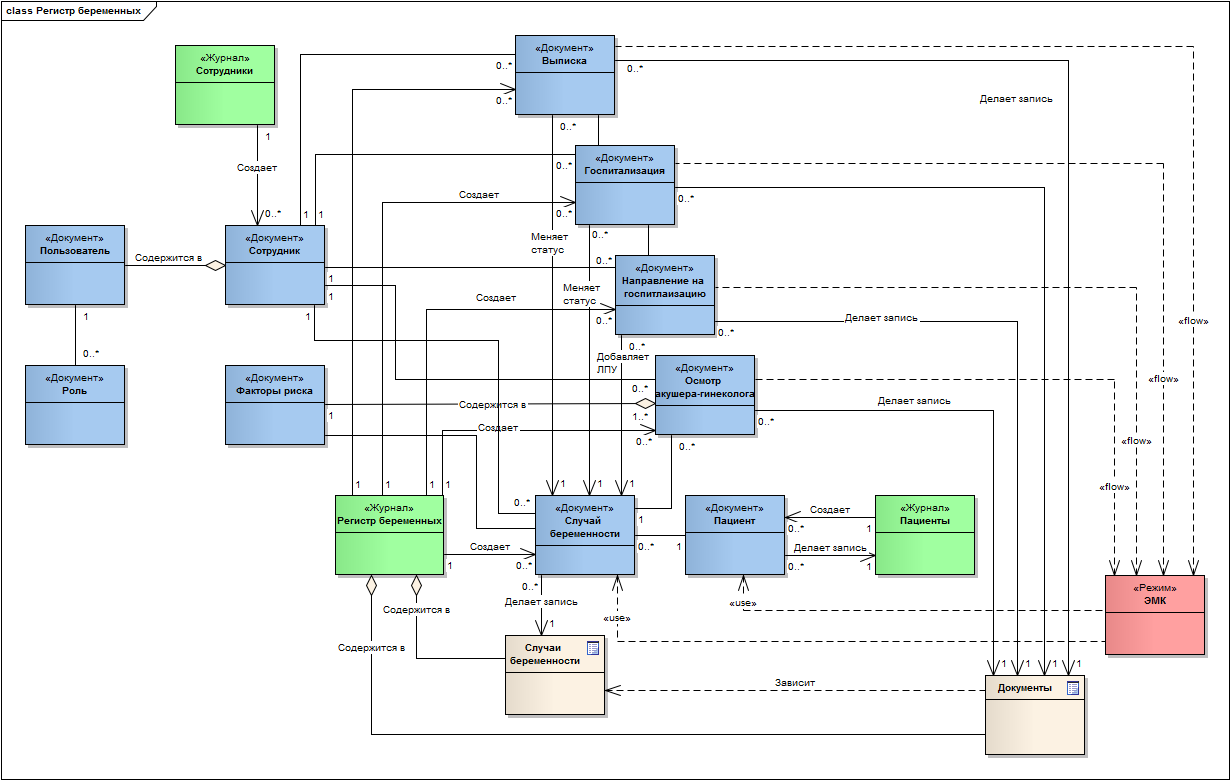 class Регистр беременных
«Журнал»
Сотрудники
1
Создает
0..*
«Документ»
Выписка
0..*
0..*
0..*
0..*
Делает запись
«Документ»
Госпитализация
0..*
Создает
0..*
0..*
0..*
Меняет
статус
1
1
«Документ»
Пользователь
Содержится в
«Документ»
Сотрудник
1
1
1
1
0..*
«Документ»
Роль
«Документ»
Факторы риска
1
0..*
«Документ»
Направление на
госпитлаизацию
Меняет
статус
Создает
0..*
0..*
0..*
Делает запись
Добавляет
ЛПУ
«flow»
«flow»
«flow»
«flow»
«Документ»
Осмотр
акушера-гинеколога
0..*
Содержится в
1..*
Создает
0..*
0..*
0..*
Делает запись
1
1
1
1
«Журнал»
Регистр беременных
Создает
1
0..*
0..*
1
1
1
«Документ»
Случай
беременности
1
0..*
1
0..*
«Документ»
Пациент
Создает
0..*
1
Делает запись
0..*
1
«Журнал»
Пациенты
«Режим»
ЭМК
«use»
«use»
Делает запись
1
Содержится в
Содержится в
Случаи
беременности
Зависит
1
1
1
1
Документы